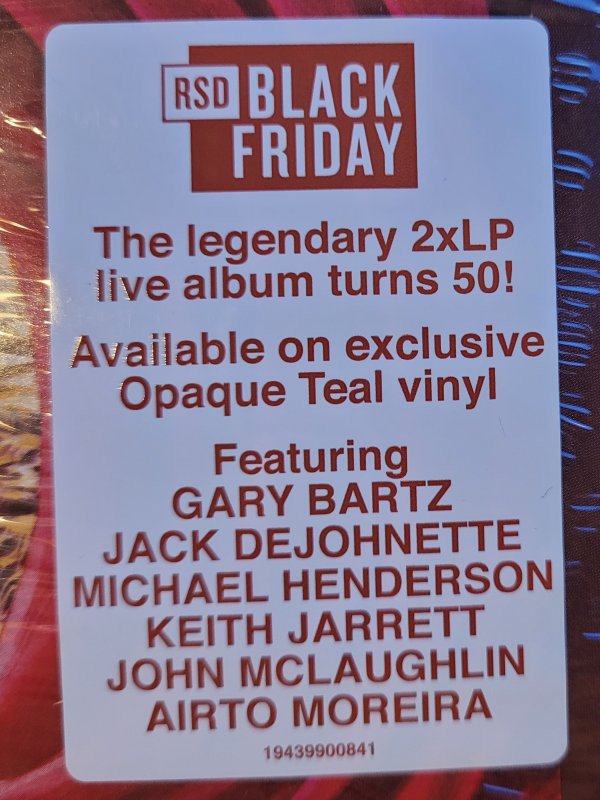 RSD BLACK
FRIDAY
The legendary 2xLP
live album turns 50!
Available on exclusive
Opaque Teal vinyl
Featuring
GARY BARTZ
JACK DEJOHNETTE
MICHAEL HENDERSON
KEITH JARRETT
JOHN MCLAUGHLIN
AIRTO MOREIRA
19439900841